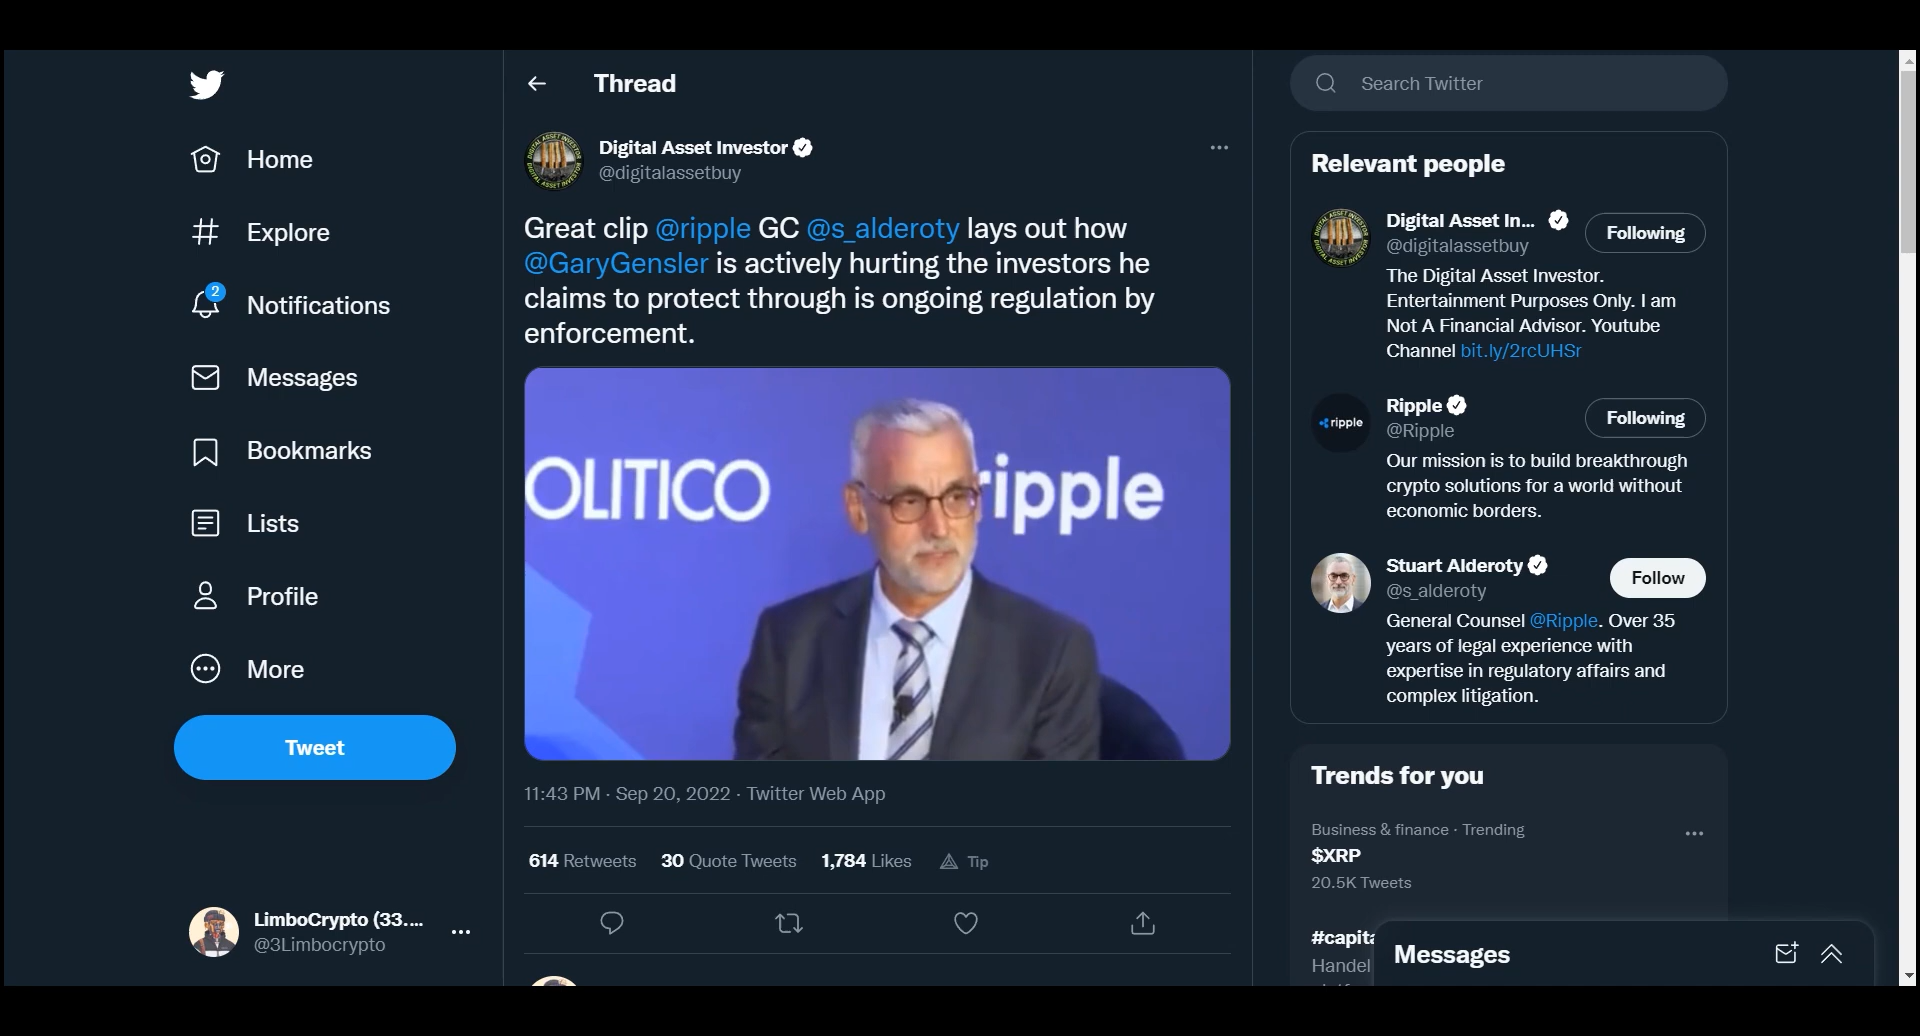 Home
Explore
2
Notifications
Messages
Bookmarks
Lists
Profile
More
Tweet
LimboCrypto (33....
@3Limbocrypto
Thread
Digital Asset Investor
@digitalassetbuy
Great clip @ripple GC @s_alderoty lays out how
@GaryGensler is actively hurting the investors he
claims to protect through is ongoing regulation by
enforcement.
OLITICO
ripple
11:43 PM · Sep 20, 2022 · Twitter Web App
614 Retweets 30 Quote Tweets 1,784 Likes Tip
Search Twitter
Relevant people
Digital Asset In...
Following
@digitalassetbuy
The Digital Asset Investor.
Entertainment Purposes Only. I am
Not A Financial Advisor. Youtube
Channel bit.ly/2rcUHSr
ripple
Ripple
Following
@Ripple
Our mission is to build breakthrough
crypto solutions for a world without
economic borders.
Stuart Alderoty
Follow
@s_alderoty
General Counsel @Ripple. Over 35
years of legal experience with
expertise in regulatory affairs and
complex litigation.
Trends for you
Business & finance · Trending
$XRP
20.5K Tweets
#capita
Handel
Messages